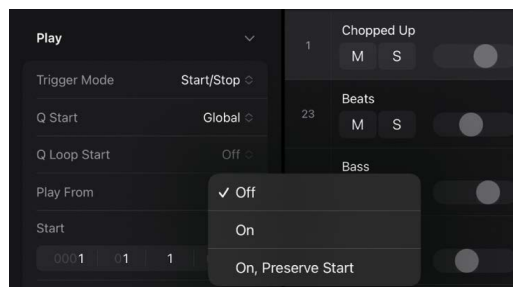 Play
Trigger Mode
Start/Stop
Q Start
Global
Q Loop Start
Off
Play From
Start
0001 01 1
Off
On
On, Preserve Start
1
Chopped Up
M S
23
Beats
M S
Bass